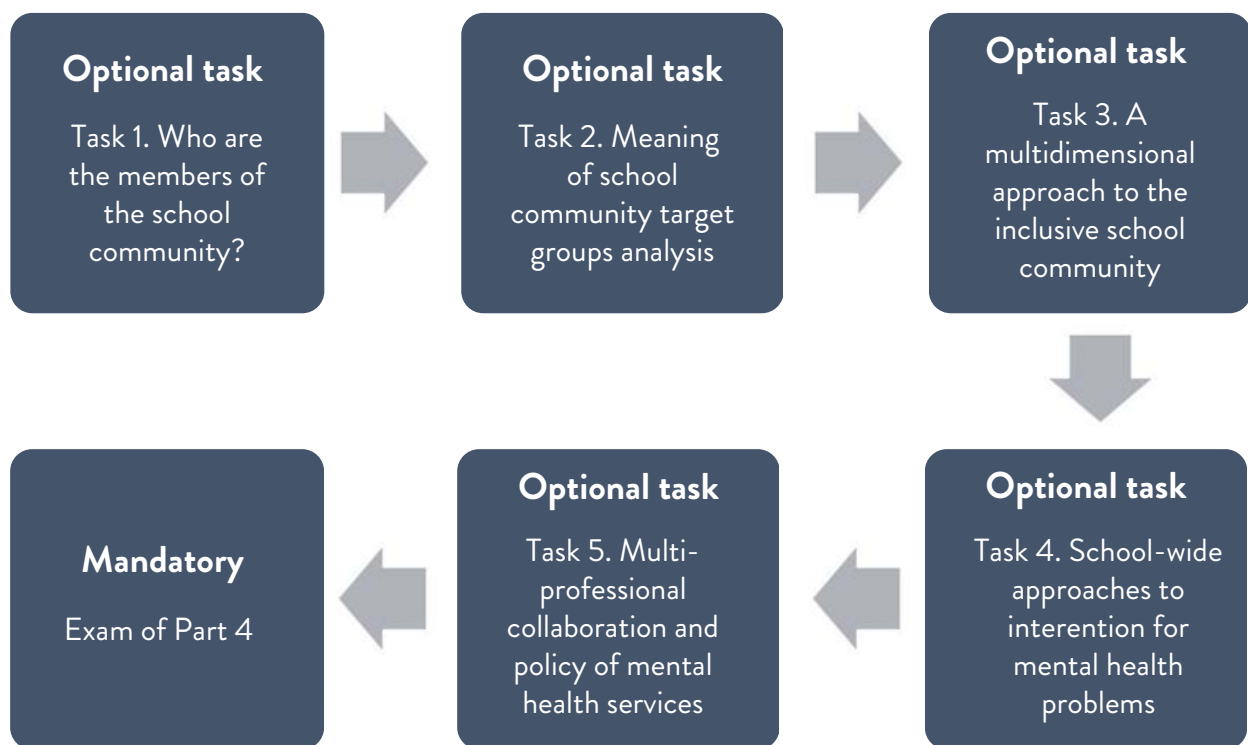 Optional task
Task 1. Who are
the members of
the school
community?
Optional task
Task 2. Meaning
of school
community target
groups analysis
Optional task
Task 3. A
multidimensional
approach to the
inclusive school
community
Optional task
Task 4. School-wide
approaches to
interention for
mental health
problems
Optional task
Task 5. Multi-
professional
collaboration and
policy of mental
health services
Mandatory
Exam of Part 4